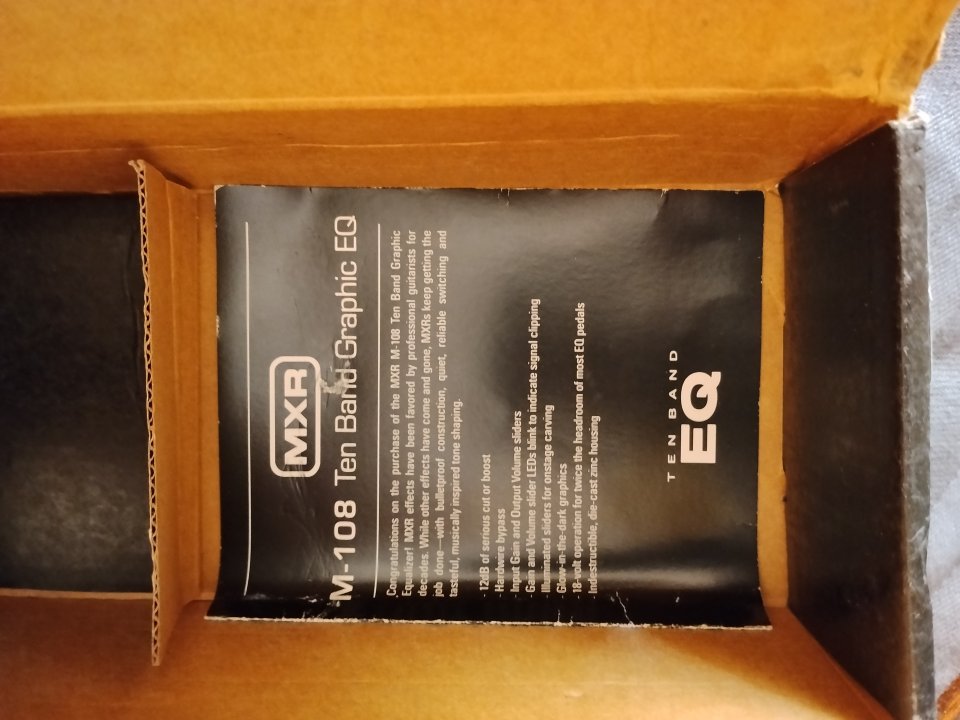 MXR
M-108 Ten Band Graphic EQ
Congratulations on the purchase of the MXR M-108 Ten Band Graphic
Equalizer! MXR effects have been favored by professional guitarists for
decades. While other effects have come and gone, MXRs keep getting the
job done—with bulletproof construction, quiet, reliable switching and
tasteful, musically inspired tone shaping.
· 12dB of serious cut or boost
· Hardwire bypass
· Input Gain and Output Volume sliders
· Gain and Volume slider LEDs blink to indicate signal clipping
· Illuminated sliders for onstage carving
· Glow-in-the-dark graphics
· 18-volt operation for twice the headroom of most EQ pedals
· Indestructible, die-cast zinc housing
TEN BAND
EQ